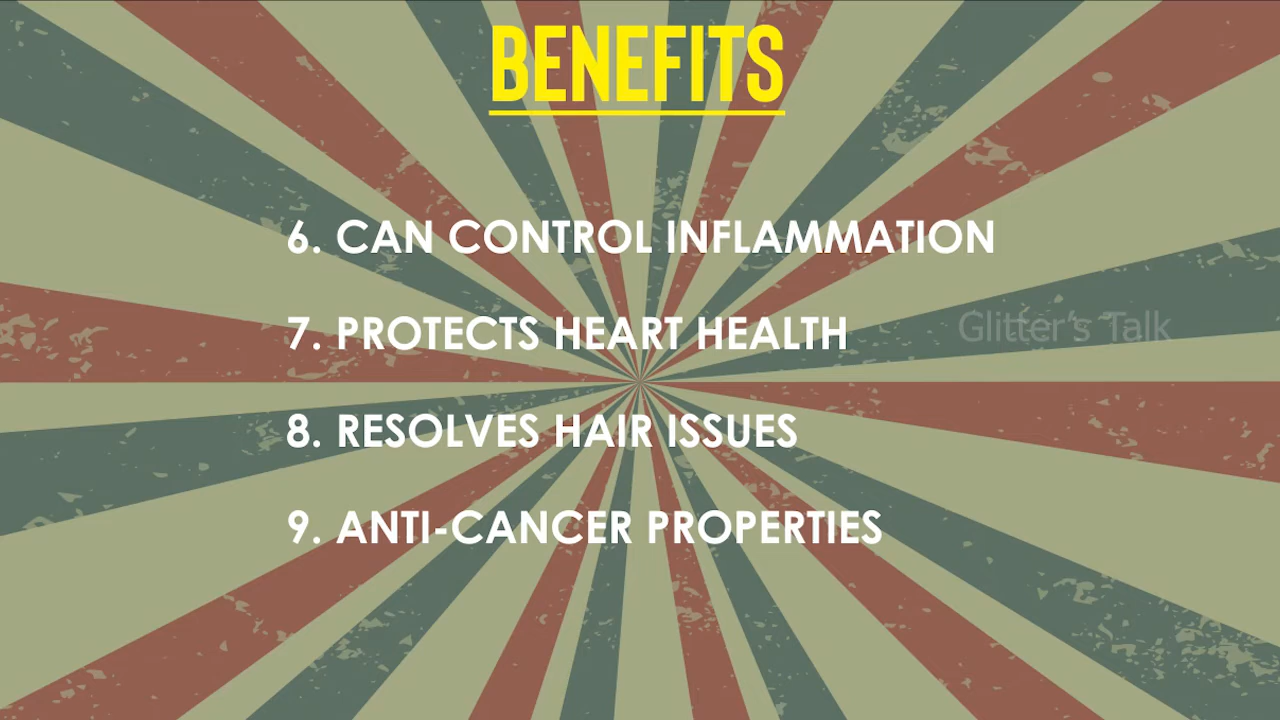 BENEFITS
6. CAN CONTROL INFLAMMATION
7. PROTECTS HEART HEALTH
Glitter's Talk
8. RESOLVES HAIR ISSUES
9. ANTI-CANCER PROPERTIES